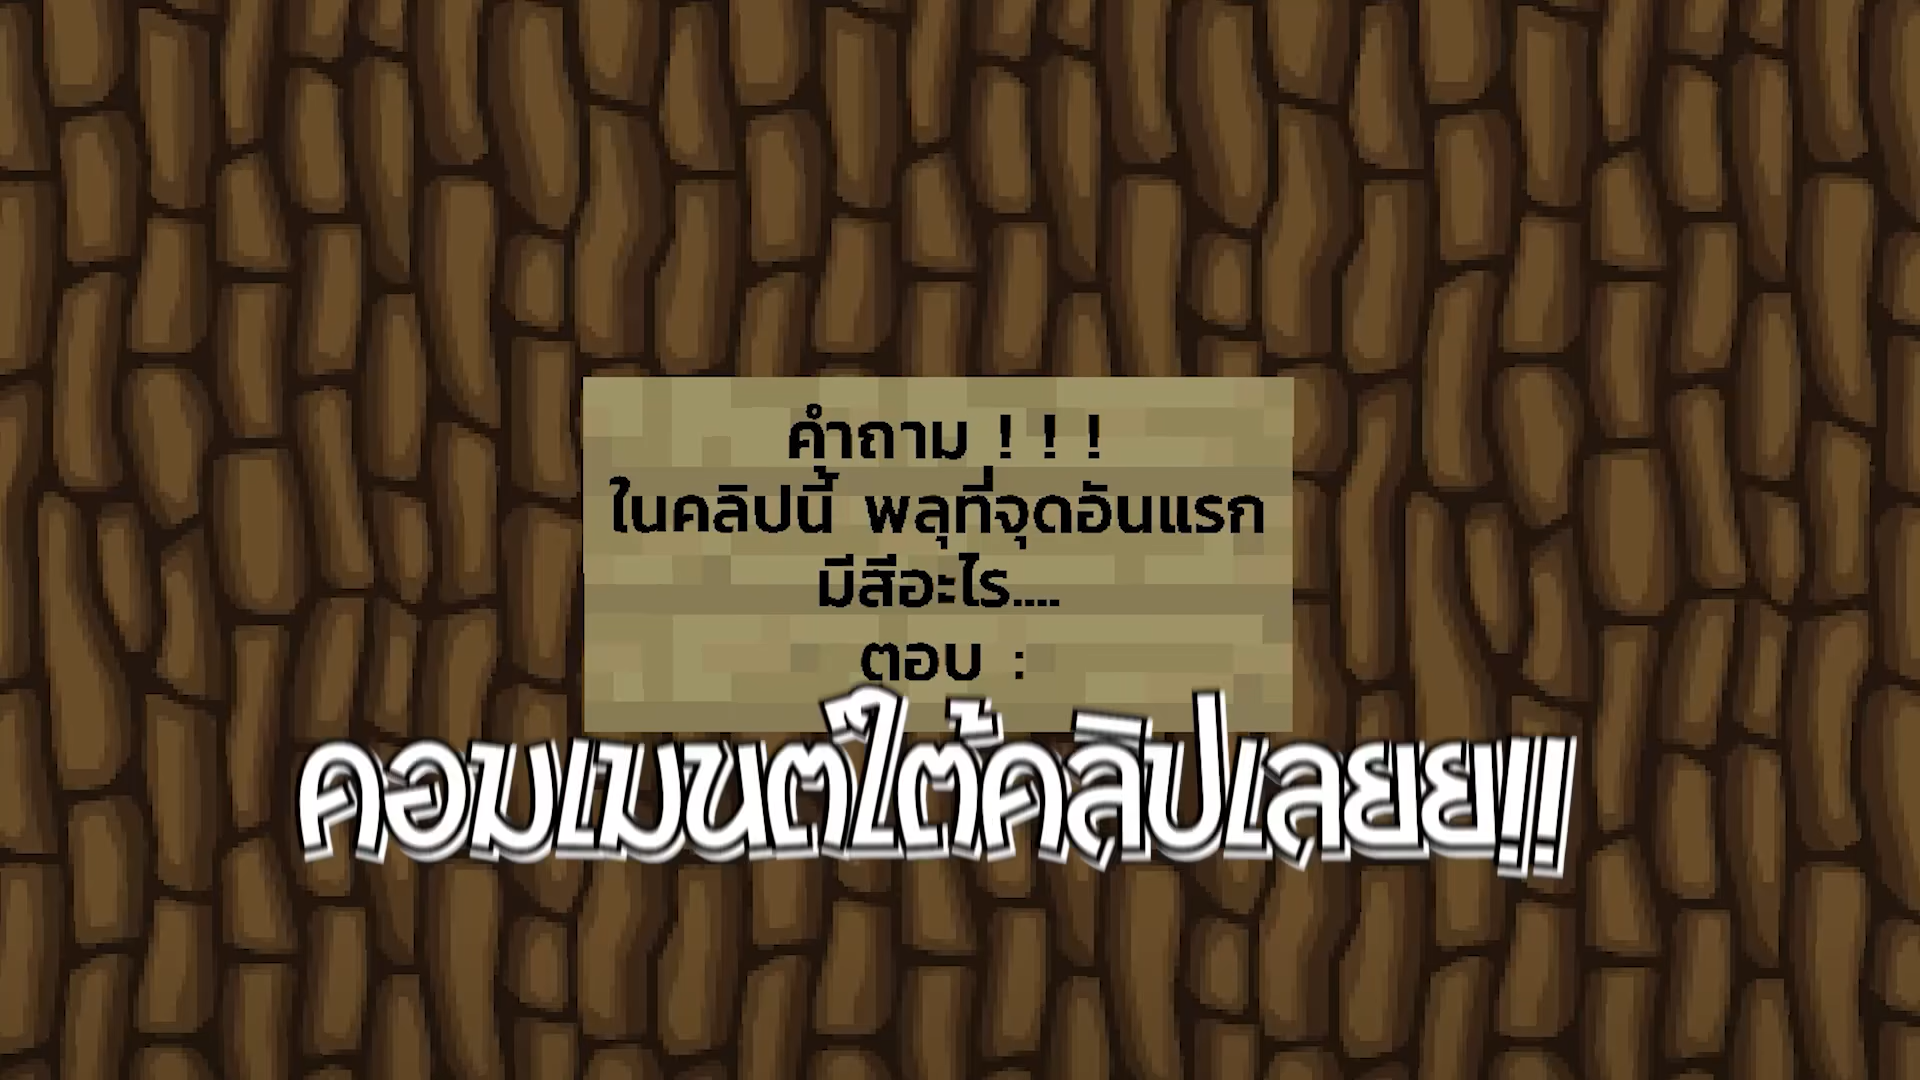 คำถาม ! ! !
ในคลิปนี้ พลุที่จุดอันแรก
มีสีอะไร....
ตอบ :
คอมเมนต์ใต้คลิปเลยย!!!